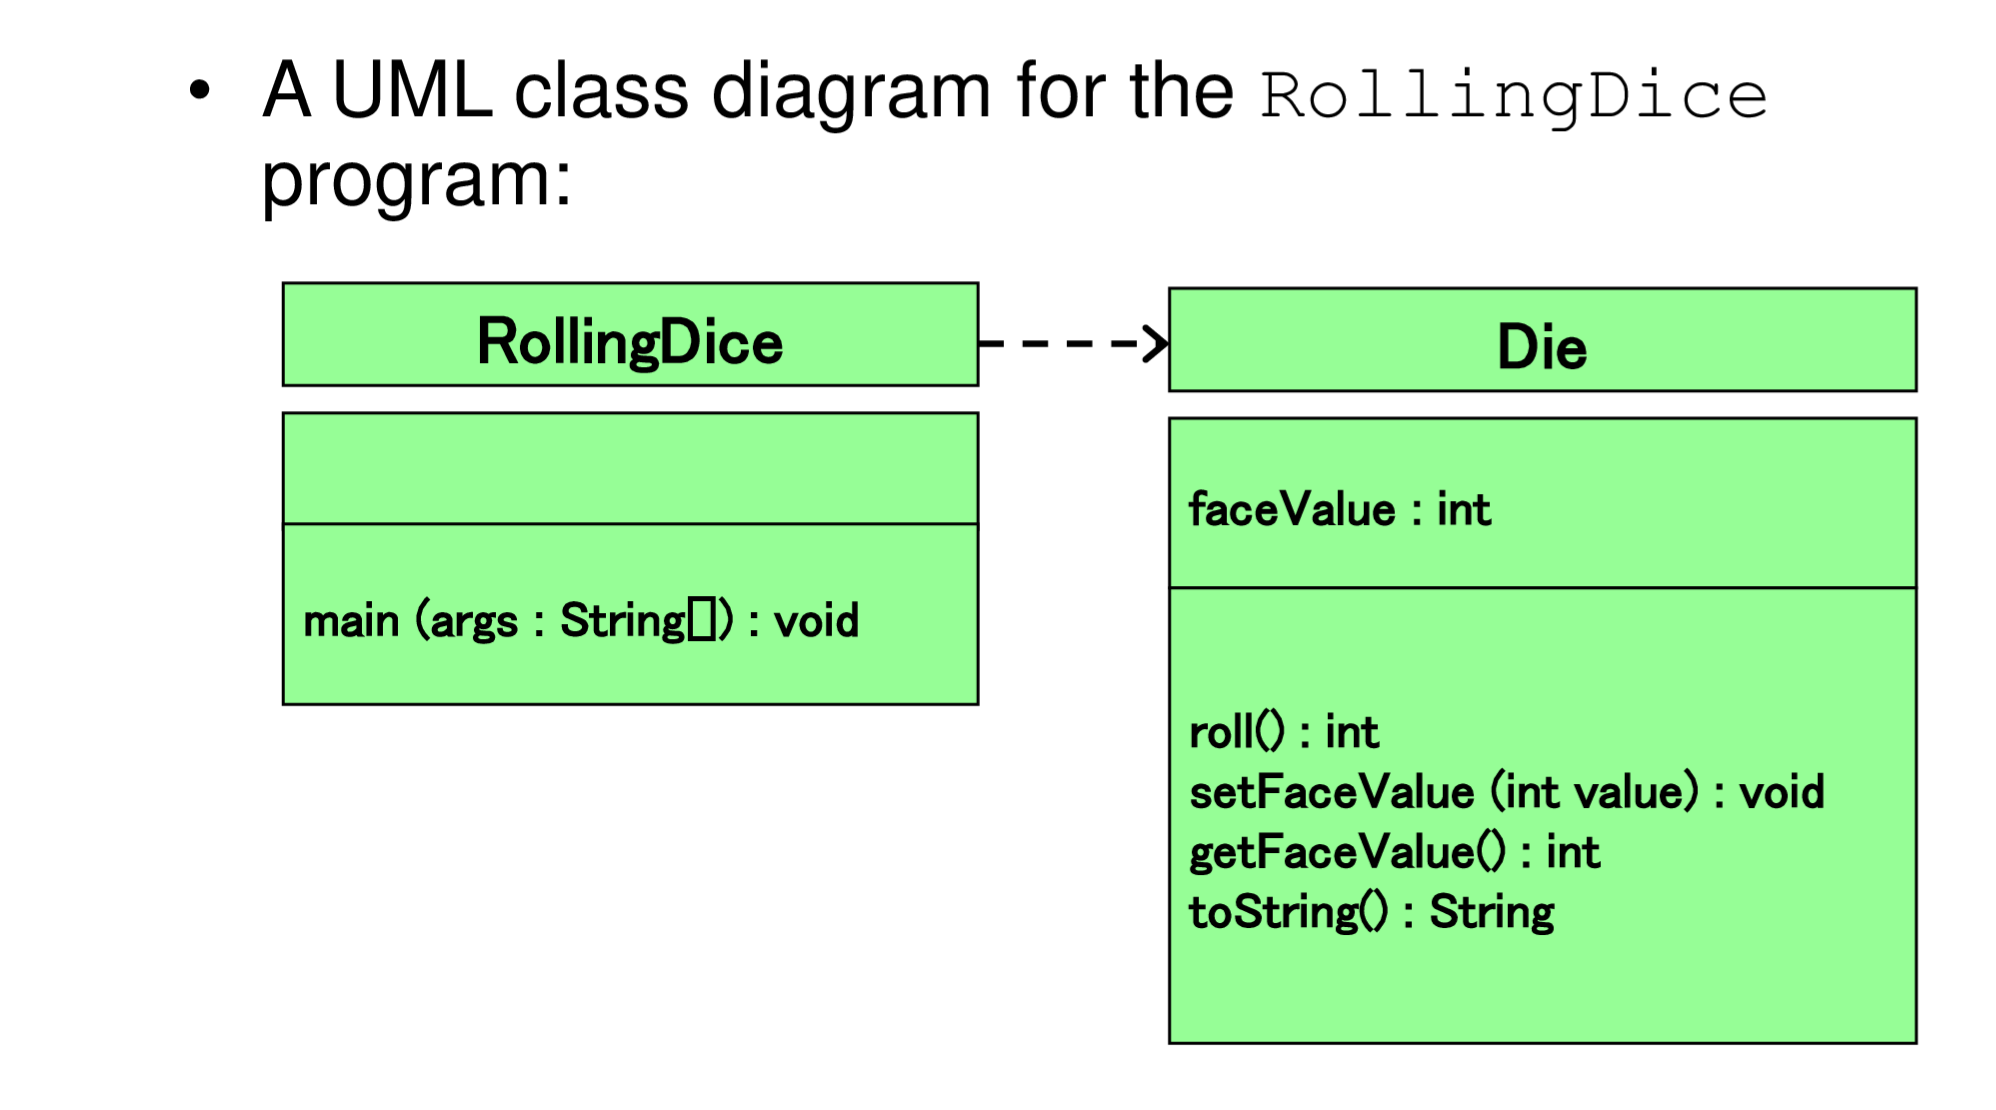 • A UML class diagram for the RollingDice
program:
RollingDice
main (args : String[]) : void
Die
faceValue : int
roll() : int
setFaceValue (int value) : void
getFaceValue() : int
toString() : String